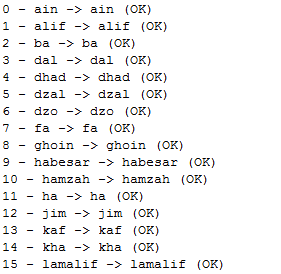 0 - ain -> ain (OK)
1 - alif -> alif (OK)
2 - ba -> ba (OK)
3 - dal -> dal (OK)
4 - dhad -> dhad (OK)
5 - dzal -> dzal (OK)
6 - dzo -> dzo (OK)
7 - fa -> fa (OK)
8 - ghoin -> ghoin (OK)
9 - habesar -> habesar (OK)
10 - hamzah -> hamzah (OK)
11 - ha -> ha (OK)
12 - jim -> jim (OK)
13 - kaf -> kaf (OK)
14 - kha -> kha (OK)
15 - lamalif -> lamalif (OK)